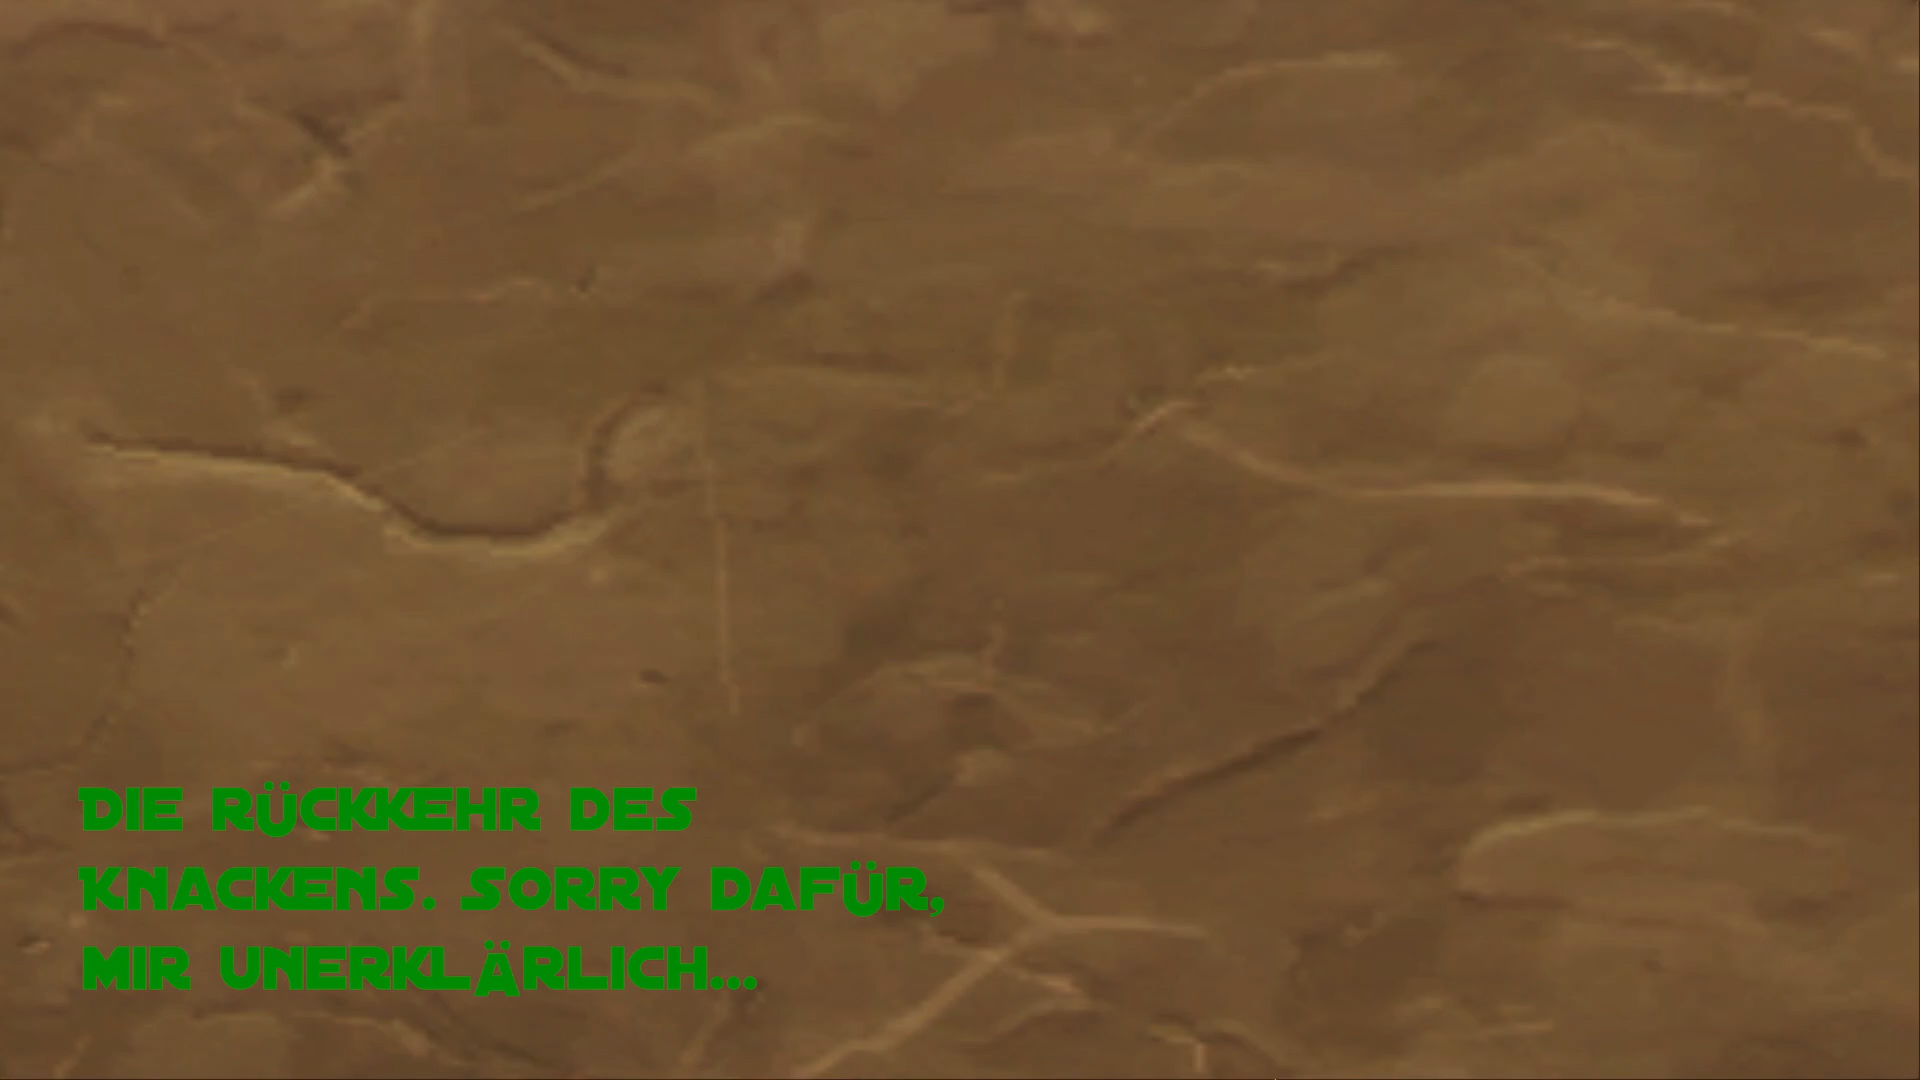 Die Rückkehr des
Knackens. Sorry dafür,
mir unerklärlich...